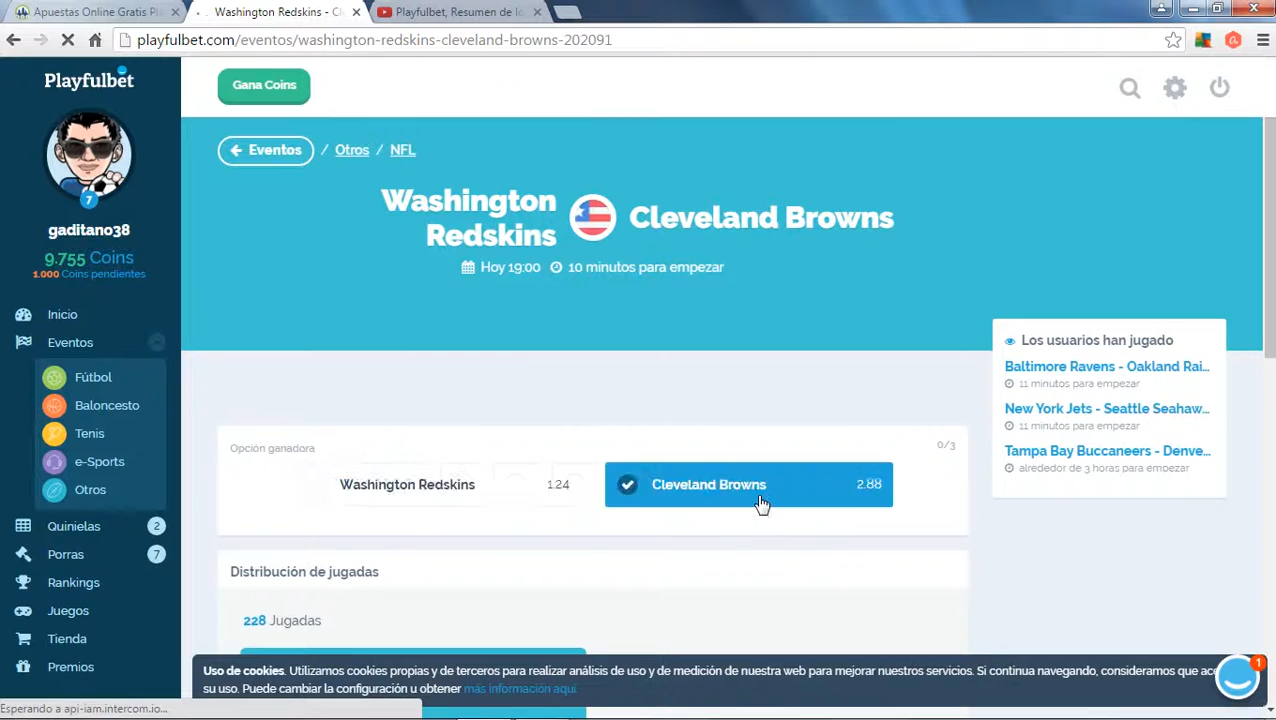 Apuestas Online Gratis Pl
Washington Redskins - Cl
Playfulbet, Resumen de lo
playfulbet.com/eventos/washington-redskins-cleveland-browns-202091
Playfulbet
7
gaditano38
9.755 Coins
1.000 Coins pendientes
Inicio
Eventos
Fútbol
Baloncesto
Tenis
e-Sports
Otros
Quinielas 2
Porras 7
Rankings
Juegos
Tienda
Premios
Gana Coins
Eventos / Otros / NFL
Washington
Redskins
Cleveland Browns
Hoy 19:00 10 minutos para empezar
Los usuarios han jugado
Baltimore Ravens - Oakland Rai...
11 minutos para empezar
New York Jets - Seattle Seahaw...
11 minutos para empezar
Tampa Bay Buccaneers - Denve...
alrededor de 3 horas para empezar
Opción ganadora 0/3
Washington Redskins 1.24
Cleveland Browns 2.88
Distribución de jugadas
228 Jugadas
Uso de cookies. Utilizamos cookies propias y de terceros para realizar análisis de uso y de medición de nuestra web para mejorar nuestros servicios. Si continua navegando, consideramos que ace
su uso. Puede cambiar la configuración u obtener más información aquí.
1
Esperando a api-iam.intercom.io...